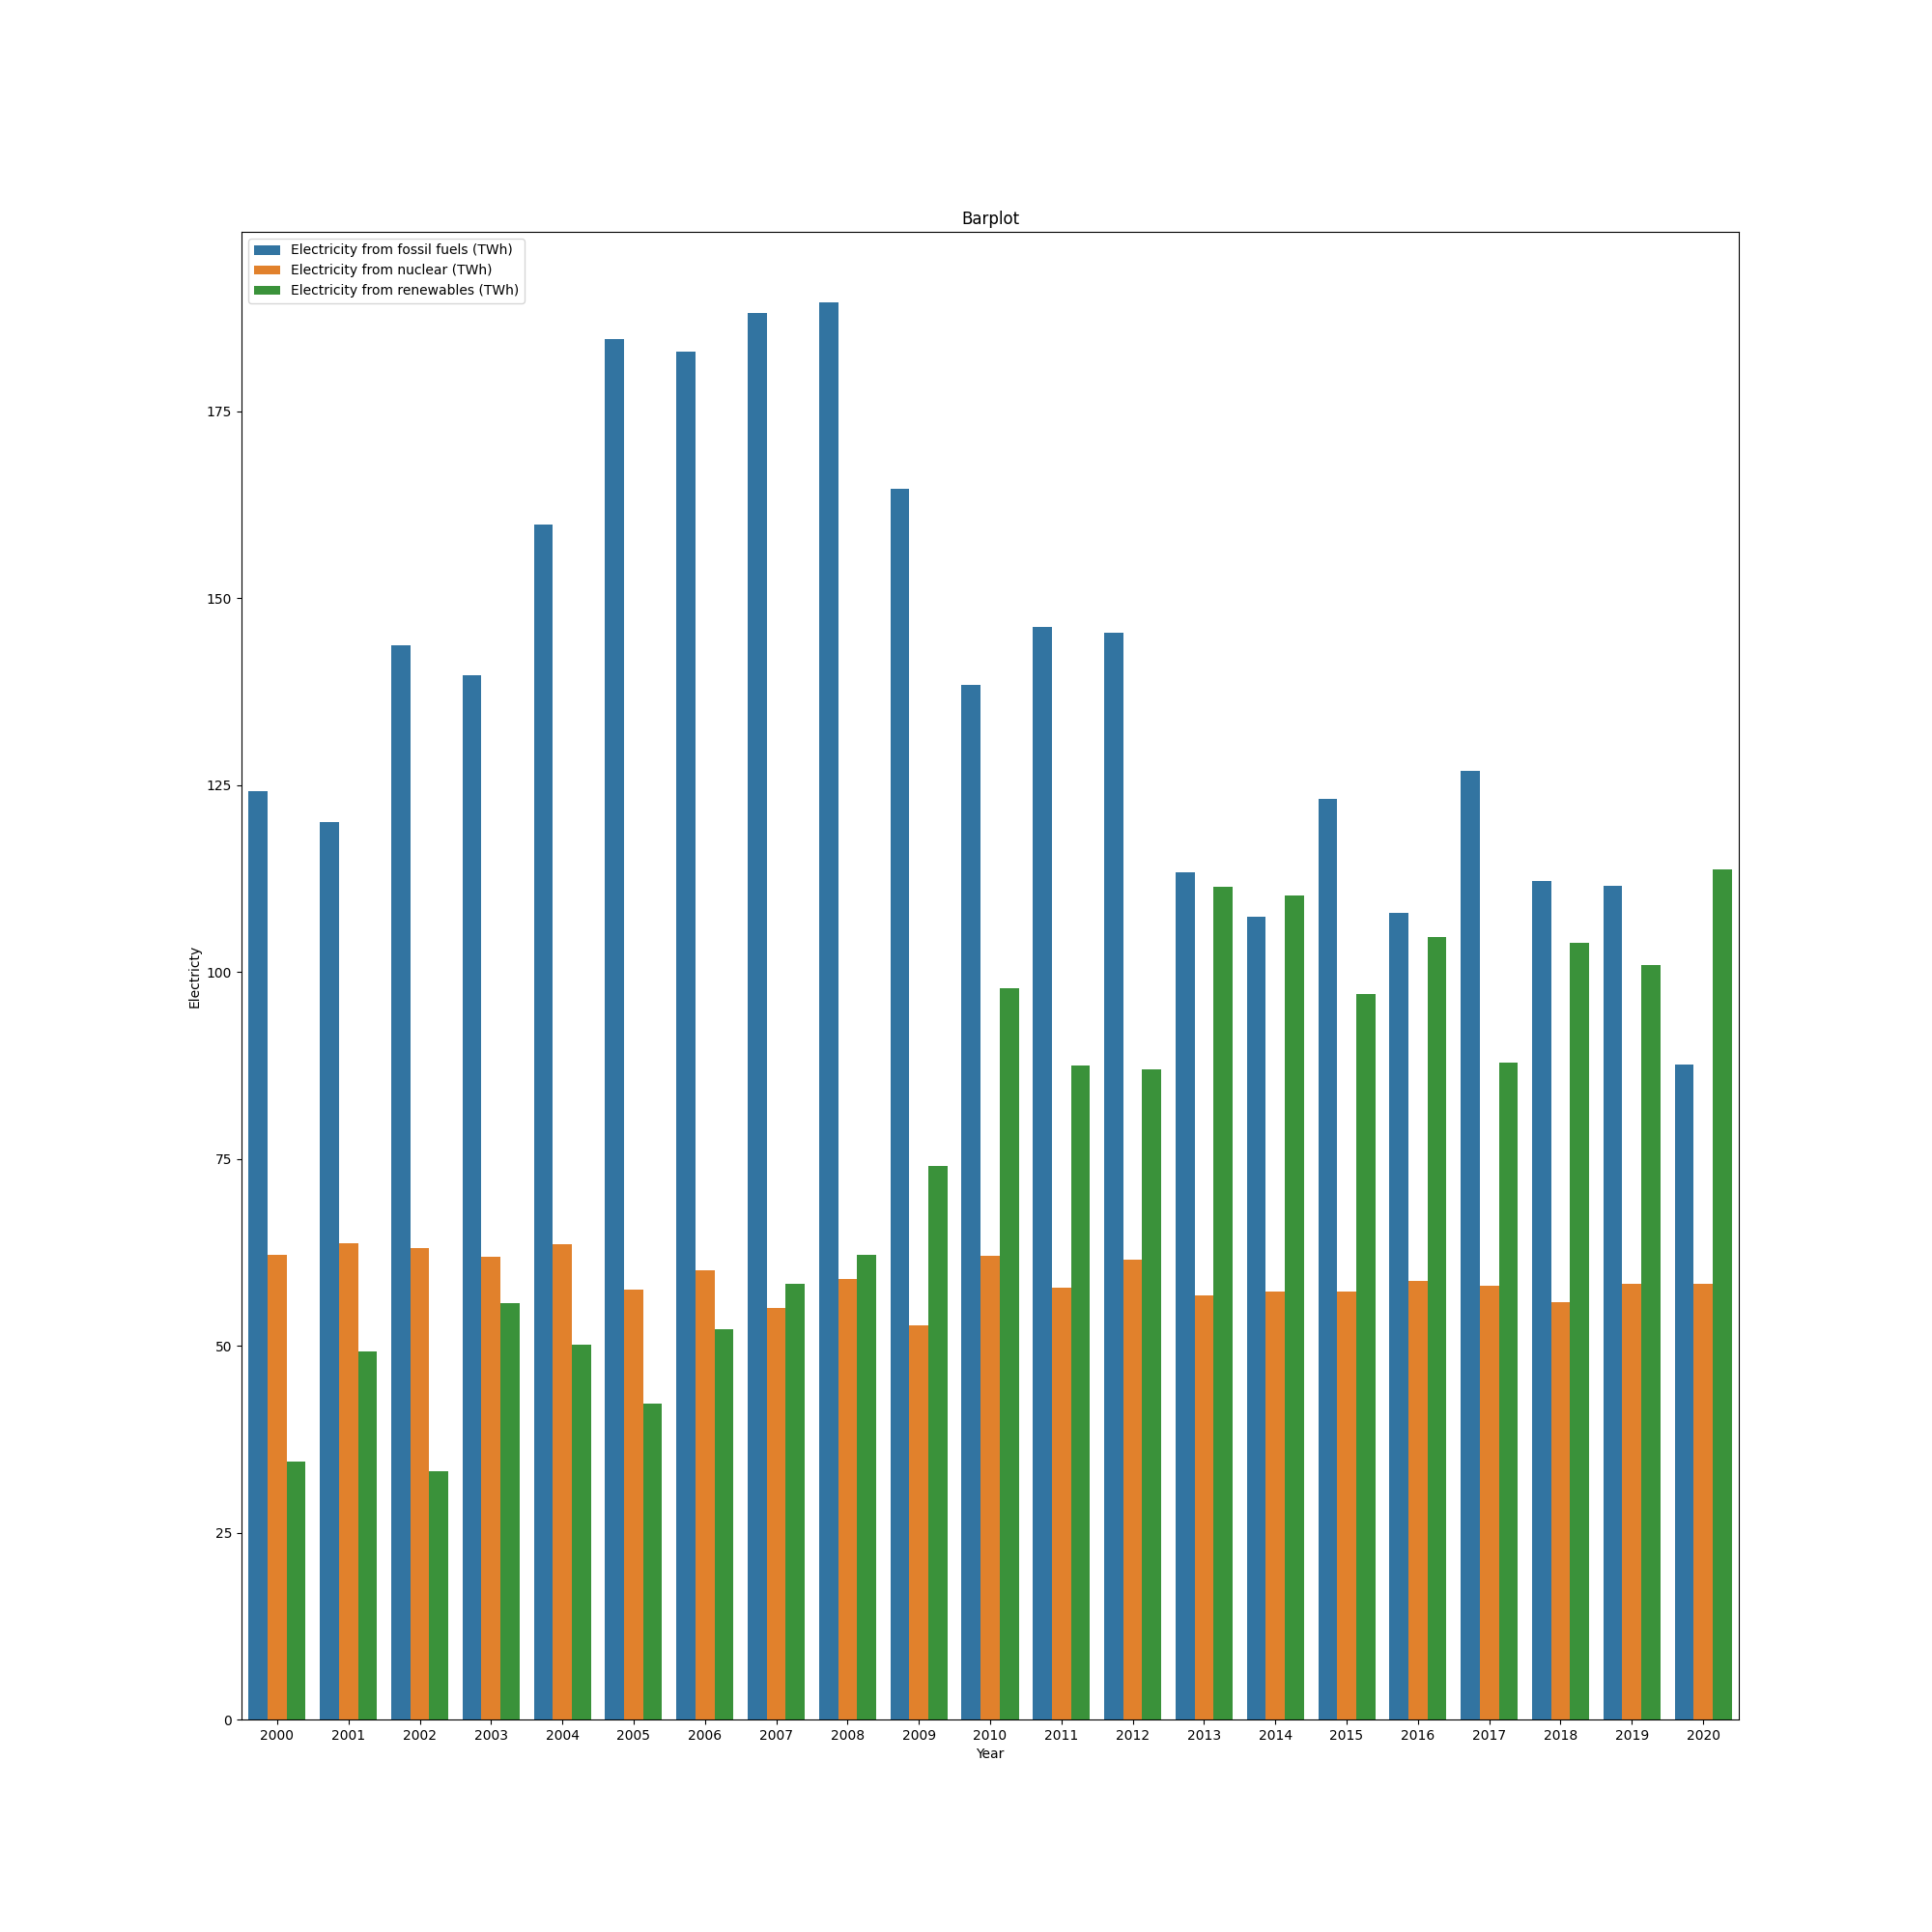 Barplot
Electricity from fossil fuels (TWh)
Electricity from nuclear (TWh)
Electricity from renewables (TWh)
175
150
125
100
75
50
25
0
Electricty
2000 2001 2002 2003 2004 2005 2006 2007 2008 2009 2010 2011 2012 2013 2014 2015 2016 2017 2018 2019 2020
Year